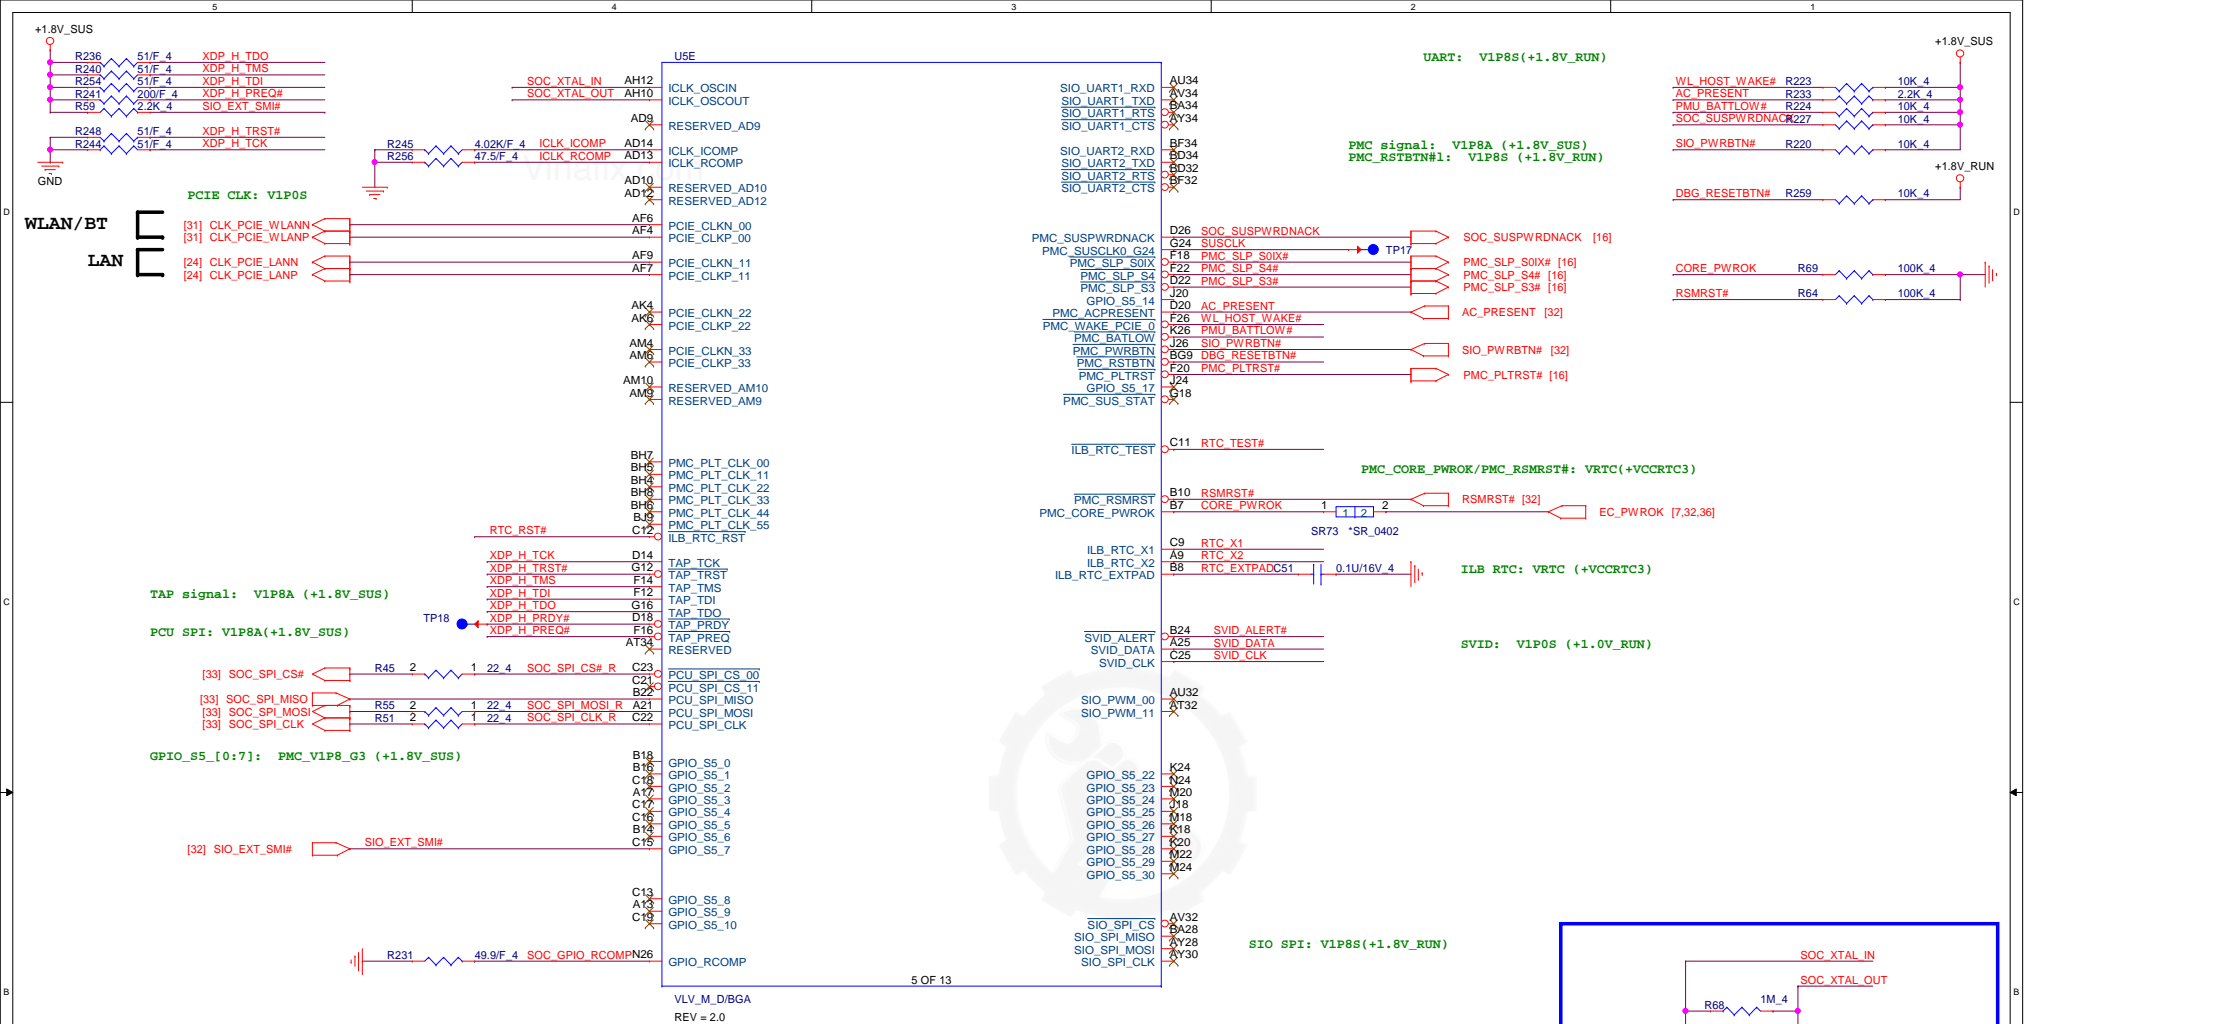 5 4 3 2 1
+1.8V_SUS
R236 51/F_4 XDP_H_TDO
R240 51/F_4 XDP_H_TMS
R254 51/F_4 XDP_H_TDI
R241 200/F_4 XDP_H_PREQ#
R59 2.2K_4 SIO_EXT_SMI#
R248 51/F_4 XDP_H_TRST#
R244 51/F_4 XDP_H_TCK
GND
PCIE CLK: V1P0S
WLAN/BT
[31] CLK_PCIE_WLANN
[31] CLK_PCIE_WLANP
LAN
[24] CLK_PCIE_LANN
[24] CLK_PCIE_LANP
D
U5E
SOC_XTAL_IN AH12 ICLK_OSCIN
SOC_XTAL_OUT AH10 ICLK_OSCOUT
AD9 RESERVED_AD9
R245 4.02K/F_4 ICLK_ICOMP AD14 ICLK_ICOMP
R256 47.5/F_4 ICLK_RCOMP AD13 ICLK_RCOMP
Vinafix.com
AD10 RESERVED_AD10
AD12 RESERVED_AD12
AF6 PCIE_CLKN_00
AF4 PCIE_CLKP_00
AF9 PCIE_CLKN_11
AF7 PCIE_CLKP_11
AK4 PCIE_CLKN_22
AK6 PCIE_CLKP_22
AM4 PCIE_CLKN_33
AM6 PCIE_CLKP_33
AM10 RESERVED_AM10
AM9 RESERVED_AM9
BH7 PMC_PLT_CLK_00
BH5 PMC_PLT_CLK_11
BH4 PMC_PLT_CLK_22
BH8 PMC_PLT_CLK_33
BH6 PMC_PLT_CLK_44
BJ9 PMC_PLT_CLK_55
RTC_RST# C12 ILB_RTC_RST
XDP_H_TCK D14 TAP_TCK
XDP_H_TRST# G12 TAP_TRST
XDP_H_TMS F14 TAP_TMS
XDP_H_TDI F12 TAP_TDI
XDP_H_TDO G16 TAP_TDO
TP18 XDP_H_PRDY# D18 TAP_PRDY
XDP_H_PREQ# F16 TAP_PREQ
AT34 RESERVED
TAP signal: V1P8A (+1.8V_SUS)
C
PCU SPI: V1P8A(+1.8V_SUS)
[33] SOC_SPI_CS# R45 2 1 22_4 SOC_SPI_CS#_R C23 PCU_SPI_CS_00
C21 PCU_SPI_CS_11
[33] SOC_SPI_MISO B22 PCU_SPI_MISO
[33] SOC_SPI_MOSI R55 2 1 22_4 SOC_SPI_MOSI_R A21 PCU_SPI_MOSI
[33] SOC_SPI_CLK R51 2 1 22_4 SOC_SPI_CLK_R C22 PCU_SPI_CLK
GPIO_S5_[0:7]: PMC_V1P8_G3 (+1.8V_SUS)
B18 GPIO_S5_0
B16 GPIO_S5_1
C18 GPIO_S5_2
A17 GPIO_S5_3
C17 GPIO_S5_4
C16 GPIO_S5_5
B14 GPIO_S5_6
[32] SIO_EXT_SMI# SIO_EXT_SMI# C15 GPIO_S5_7
C13 GPIO_S5_8
A13 GPIO_S5_9
C19 GPIO_S5_10
R231 49.9/F_4 SOC_GPIO_RCOMP N26 GPIO_RCOMP
5 OF 13
VLV_M_D/BGA
REV = 2.0
B
UART: V1P8S(+1.8V_RUN)
SIO_UART1_RXD AU34
SIO_UART1_TXD AV34
SIO_UART1_RTS BA34
SIO_UART1_CTS AY34
SIO_UART2_RXD BF34
SIO_UART2_TXD BD34
SIO_UART2_RTS BD32
SIO_UART2_CTS BF32
PMC signal: V1P8A (+1.8V_SUS)
PMC_RSTBTN#1: V1P8S (+1.8V_RUN)
PMC_SUSPWRDNACK D26 SOC_SUSPWRDNACK SOC_SUSPWRDNACK [16]
PMC_SUSCLK0_G24 G24 SUSCLK TP17
PMC_SLP_S0IX F18 PMC_SLP_S0IX# PMC_SLP_S0IX# [16]
PMC_SLP_S4 F22 PMC_SLP_S4# PMC_SLP_S4# [16]
PMC_SLP_S3 D22 PMC_SLP_S3# PMC_SLP_S3# [16]
GPIO_S5_14 J20
PMC_ACPRESENT D20 AC_PRESENT AC_PRESENT [32]
PMC_WAKE_PCIE_0 F26 WL_HOST_WAKE#
PMC_BATLOW K26 PMU_BATTLOW#
PMC_PWRBTN J26 SIO_PWRBTN# SIO_PWRBTN# [32]
PMC_RSTBTN BG9 DBG_RESETBTN#
PMC_PLTRST F20 PMC_PLTRST# PMC_PLTRST# [16]
GPIO_S5_17 J24
PMC_SUS_STAT G18
ILB_RTC_TEST C11 RTC_TEST#
PMC_CORE_PWROK/PMC_RSMRST#: VRTC(+VCCRTC3)
PMC_RSMRST B10 RSMRST# RSMRST# [32]
PMC_CORE_PWROK B7 CORE_PWROK 1 1 2 2 EC_PWROK [7,32,36]
SR73 *SR_0402
ILB_RTC_X1 C9 RTC_X1
ILB_RTC_X2 A9 RTC_X2
ILB_RTC_EXTPAD B8 RTC_EXTPAD C51 0.1U/16V_4
ILB RTC: VRTC (+VCCRTC3)
SVID_ALERT B24 SVID_ALERT#
SVID_DATA A25 SVID_DATA
SVID_CLK C25 SVID_CLK
SVID: V1P0S (+1.0V_RUN)
SIO_PWM_00 AU32
SIO_PWM_11 AT32
GPIO_S5_22 K24
GPIO_S5_23 N24
GPIO_S5_24 M20
GPIO_S5_25 J18
GPIO_S5_26 M18
GPIO_S5_27 K18
GPIO_S5_28 K20
GPIO_S5_29 M22
GPIO_S5_30 M24
SIO_SPI_CS AV32
SIO_SPI_MISO BA28
SIO_SPI_MOSI AY28
SIO_SPI_CLK AY30
SIO SPI: V1P8S(+1.8V_RUN)
+1.8V_SUS
WL_HOST_WAKE# R223 10K_4
AC_PRESENT R233 2.2K_4
PMU_BATTLOW# R224 10K_4
SOC_SUSPWRDNACK R227 10K_4
SIO_PWRBTN# R220 10K_4
+1.8V_RUN
DBG_RESETBTN# R259 10K_4
D
CORE_PWROK R69 100K_4
RSMRST# R64 100K_4
C
SOC_XTAL_IN
SOC_XTAL_OUT
R68 1M_4
B